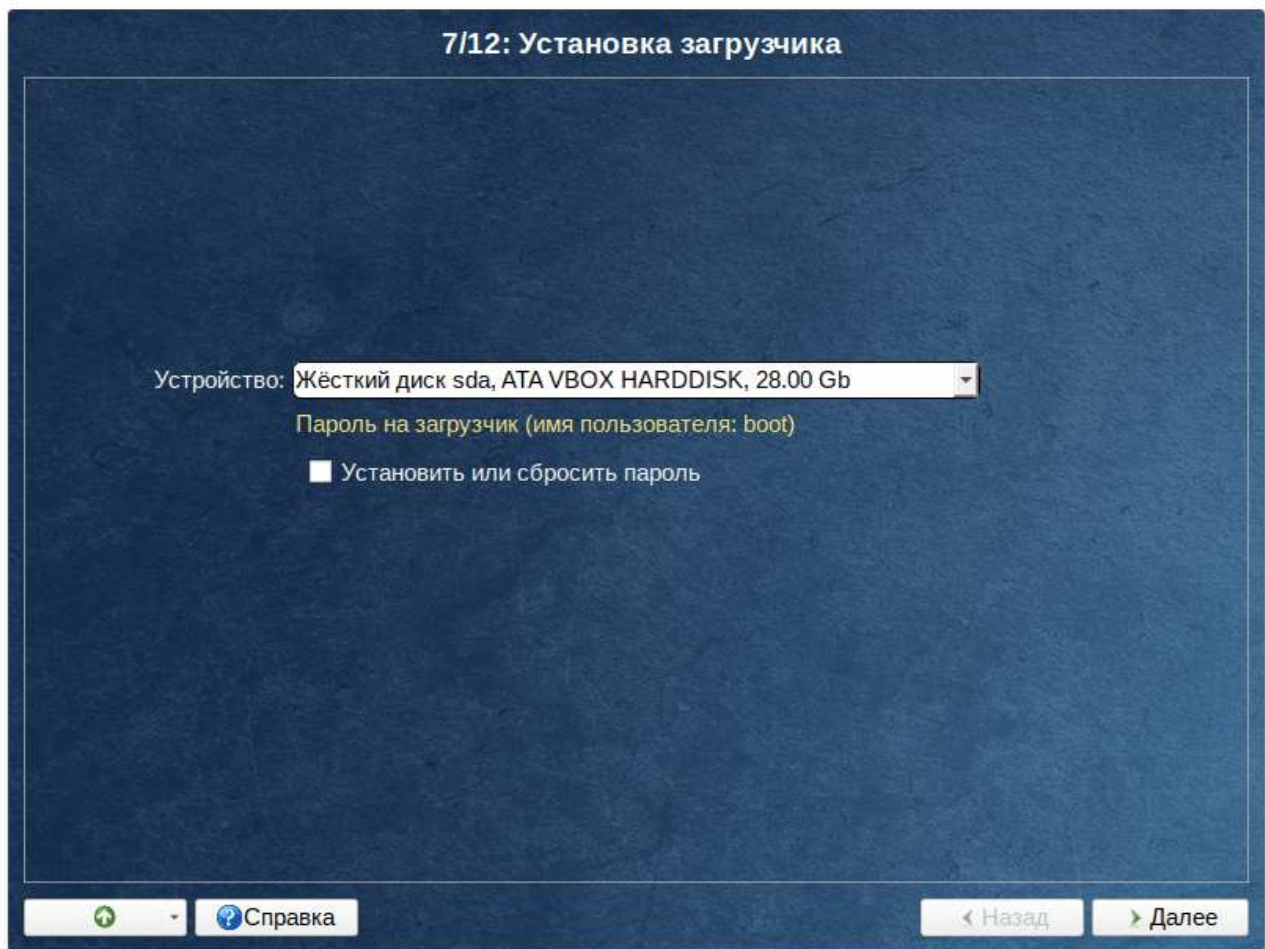 7/12: Установка загрузчика
Устройство: Жёсткий диск sda, ATA VBOX HARDDISK, 28.00 Gb
Пароль на загрузчик (имя пользователя: boot)
Установить или сбросить пароль
Справка Назад Далее